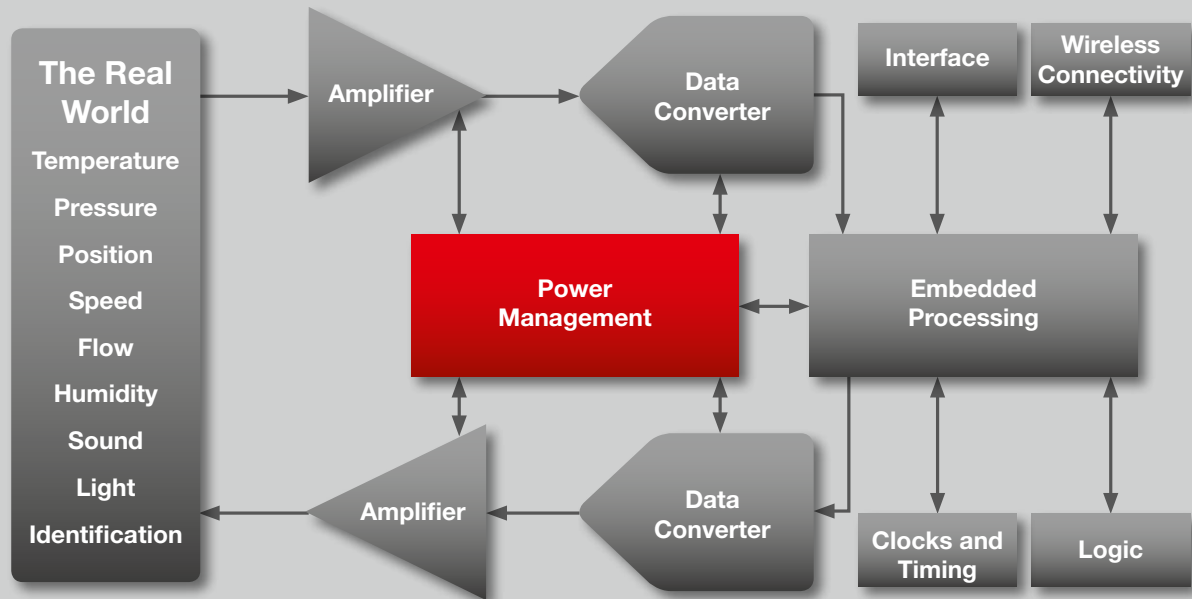 The Real
World
Temperature
Pressure
Position
Speed
Flow
Humidity
Sound
Light
Identification
Amplifier
Data
Converter
Interface
Wireless
Connectivity
Power
Management
Embedded
Processing
Amplifier
Data
Converter
Clocks and
Timing
Logic